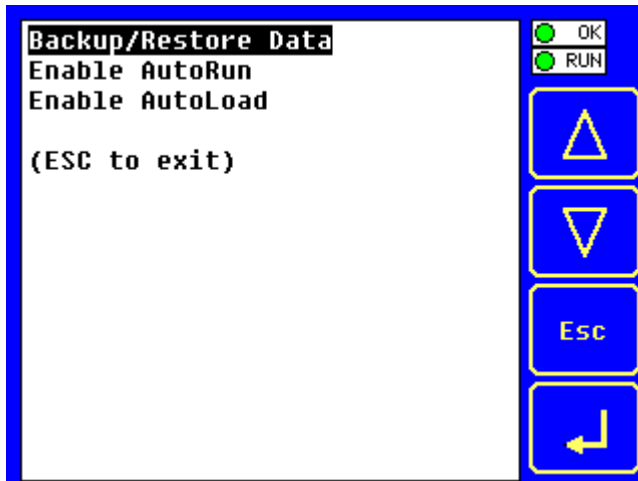 Backup/Restore Data
Enable AutoRun
Enable AutoLoad
(ESC to exit)
OK
RUN
Esc